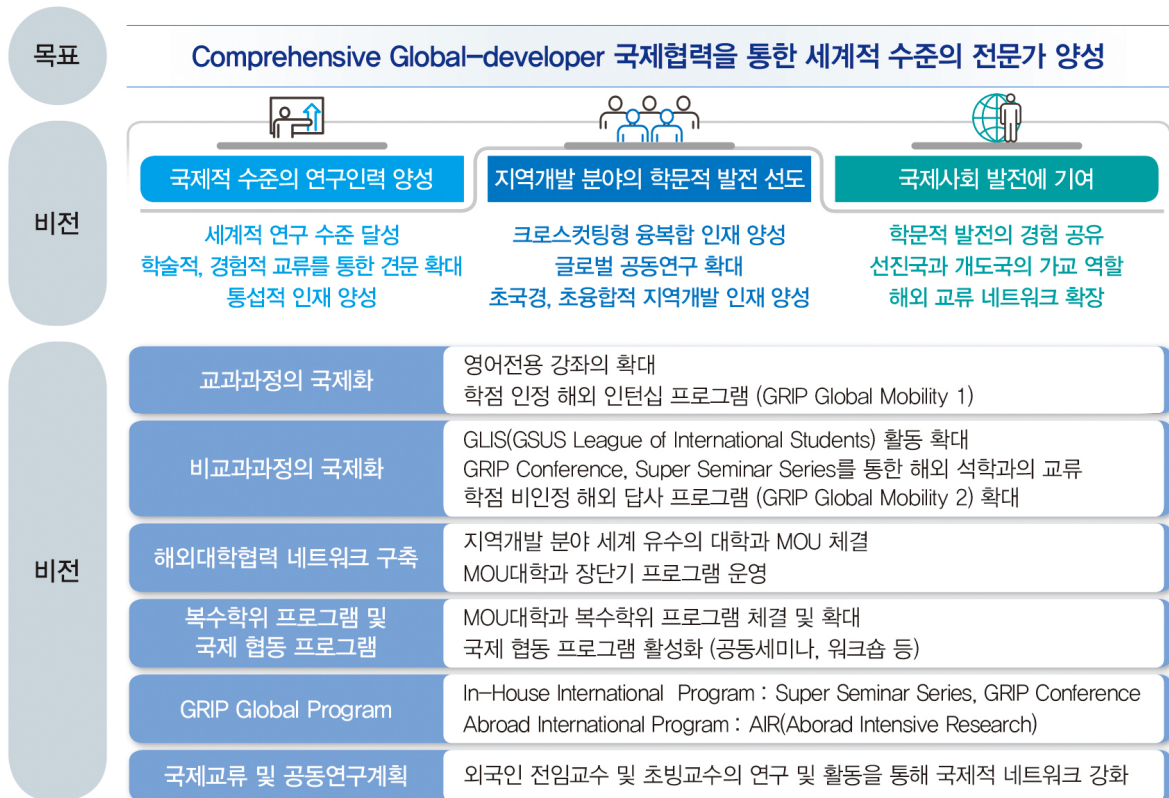 목표
Comprehensive Global-developer 국제협력을 통한 세계적 수준의 전문가 양성
비전
국제적 수준의 연구인력 양성
세계적 연구 수준 달성
학술적, 경험적 교류를 통한 견문 확대
통섭적 인재 양성
지역개발 분야의 학문적 발전 선도
크로스컷팅형 융복합 인재 양성
글로벌 공동연구 확대
초국경, 초융합적 지역개발 인재 양성
국제사회 발전에 기여
학문적 발전의 경험 공유
선진국과 개도국의 가교 역할
해외 교류 네트워크 확장
비전
교과과정의 국제화
영어전용 강좌의 확대
학점 인정 해외 인턴십 프로그램 (GRIP Global Mobility 1)
비교과과정의 국제화
GLIS(GSUS League of International Students) 활동 확대
GRIP Conference, Super Seminar Series를 통한 해외 석학과의 교류
학점 비인정 해외 답사 프로그램 (GRIP Global Mobility 2) 확대
해외대학협력 네트워크 구축
지역개발 분야 세계 유수의 대학과 MOU 체결
MOU대학과 장단기 프로그램 운영
복수학위 프로그램 및
국제 협동 프로그램
MOU대학과 복수학위 프로그램 체결 및 확대
국제 협동 프로그램 활성화 (공동세미나, 워크숍 등)
GRIP Global Program
In-House International Program : Super Seminar Series, GRIP Conference
Abroad International Program : AIR(Aborad Intensive Research)
국제교류 및 공동연구계획
외국인 전임교수 및 초빙교수의 연구 및 활동을 통해 국제적 네트워크 강화